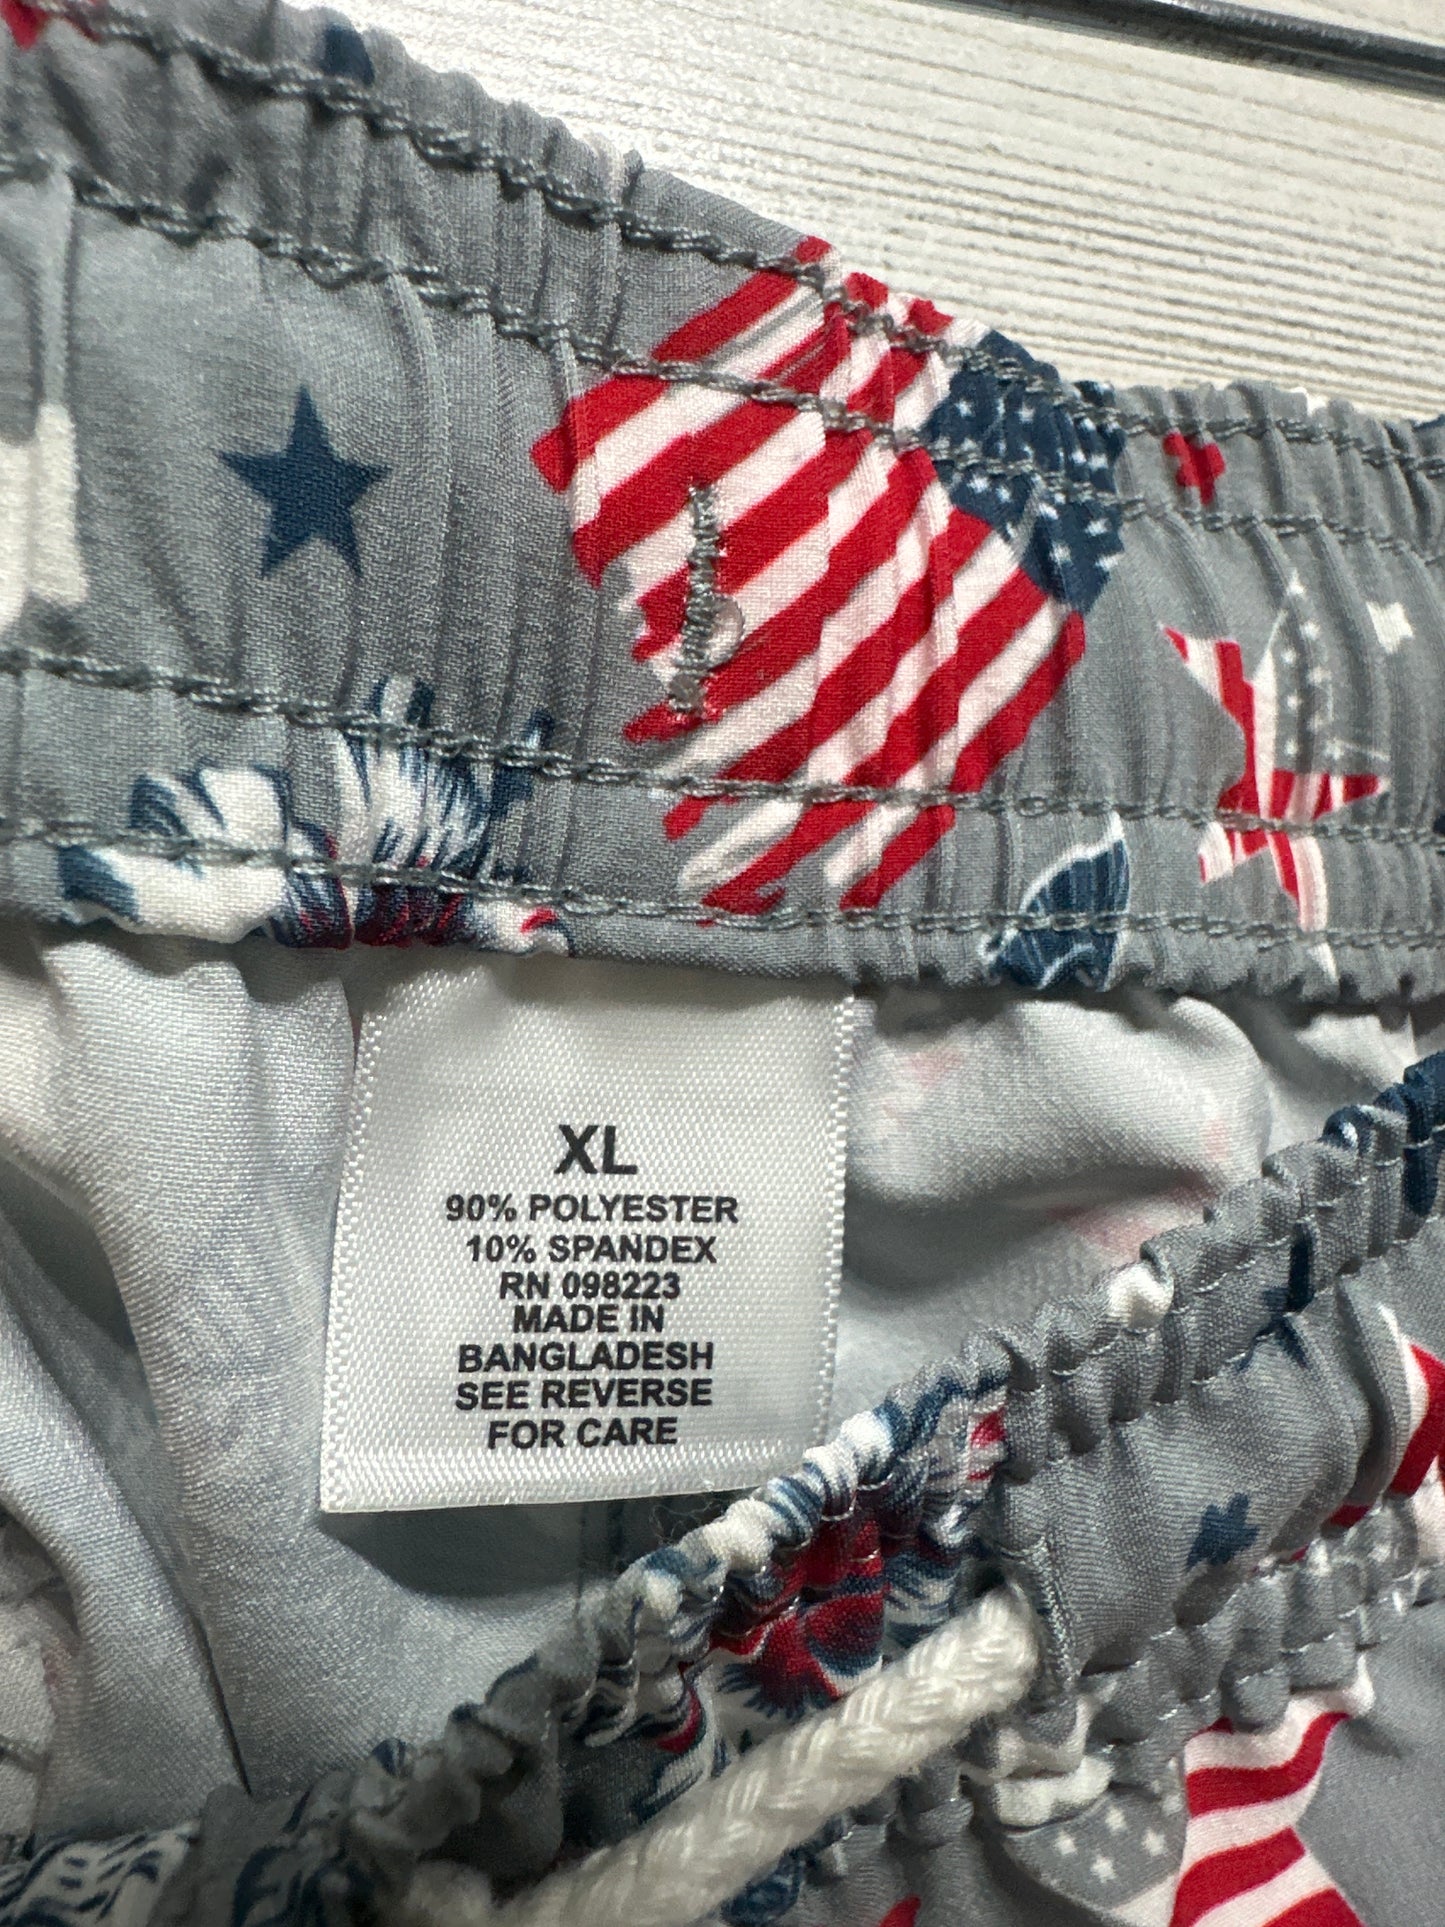 XL
90% POLYESTER
10% SPANDEX
RN 098223
MADE IN
BANGLADESH
SEE REVERSE
FOR CARE